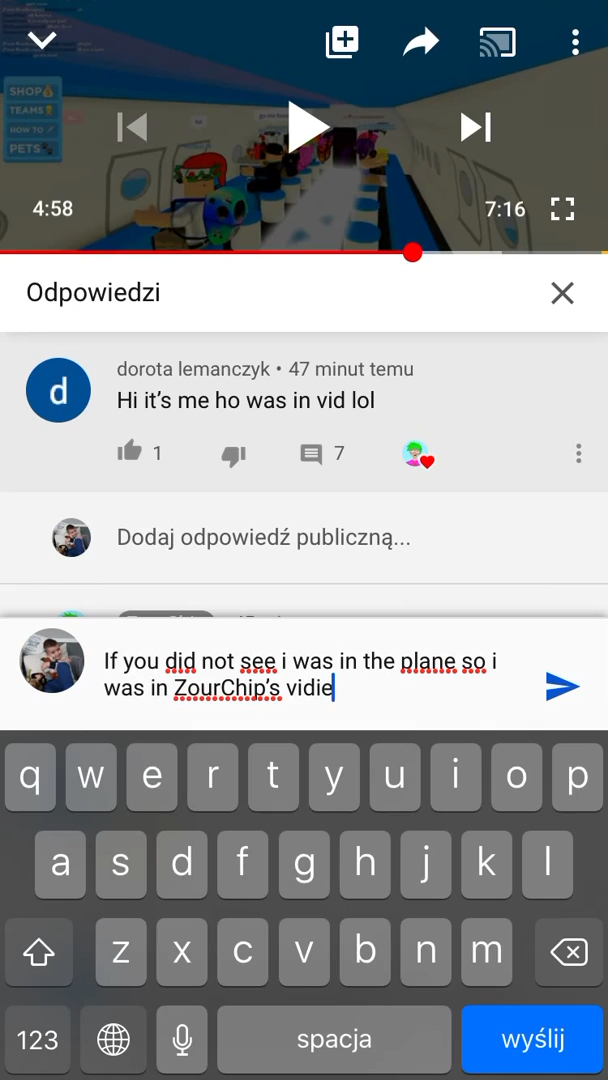 SHOP
TEAMS
HOW TO
PETS
4:58
7:16
Odpowiedzi
dorota lemanczyk • 47 minut temu
Hi it’s me ho was in vid lol
1
7
d
Dodaj odpowiedź publiczną...
If you did not see i was in the plane so i
was in ZourChip’s vidie
q w e r t y u i o p
a s d f g h j k l
z x c v b n m
123 spacja wyślij